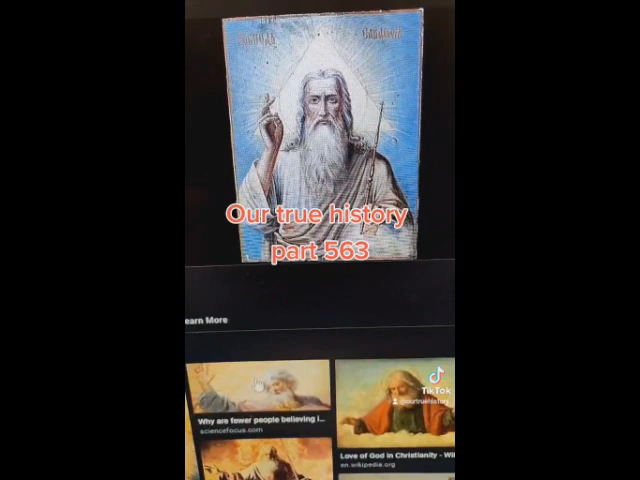 Our true history
part 563
earn More
Why are fewer people believing i...
sciencefocus.com
TikTok
@ourtruehistory
Love of God in Christianity - Wi
en.wikipedia.org